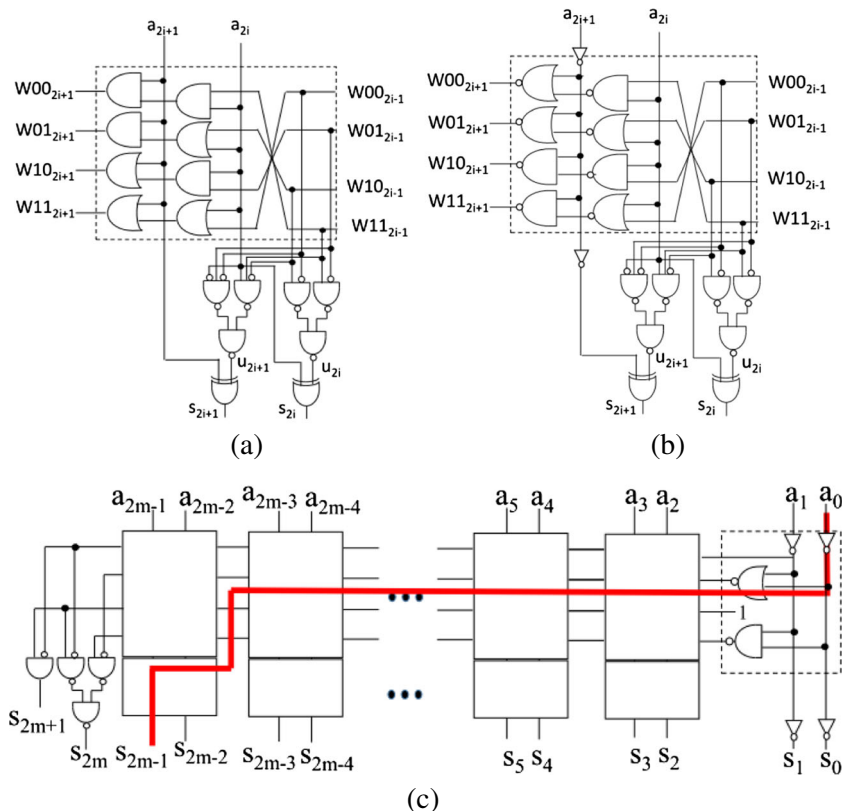 a2i+1 a2i
W002i+1 W002i-1
W012i+1 W012i-1
W102i+1 W102i-1
W112i+1 W112i-1
u2i+1 u2i
s2i+1 s2i
(a)
a2i+1 a2i
W002i+1 W002i-1
W012i+1 W012i-1
W102i+1 W102i-1
W112i+1 W112i-1
u2i+1 u2i
s2i+1 s2i
(b)
a2m-1 a2m-2 a2m-3 a2m-4 a5 a4 a3 a2 a1 a0
1
s2m+1 s2m s2m-1 s2m-2 s2m-3 s2m-4 s5 s4 s3 s2 s1 s0
(c)